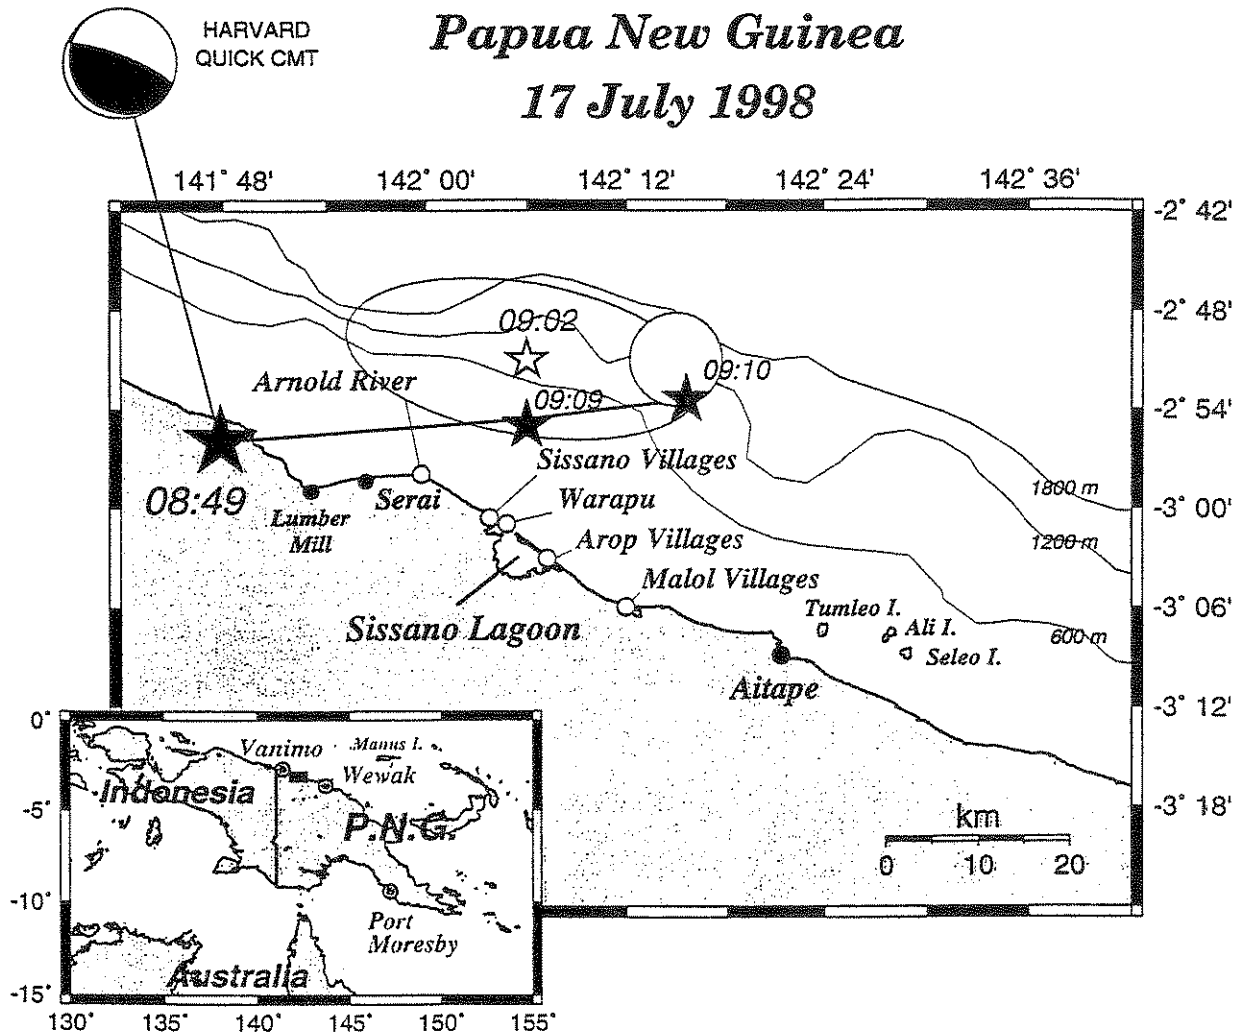 HARVARD
QUICK CMT
Papua New Guinea
17 July 1998
141° 48'
142° 00'
142° 12'
142° 24'
142° 36'
-2° 42'
-2° 48'
-2° 54'
-3° 00'
-3° 06'
-3° 12'
-3° 18'
09:02
09:10
Arnold River
09:09
Sissano Villages
08:49
Serai
Warapu
1800 m
Lumber
Mill
Arop Villages
1200 m
Malol Villages
Tumleo I.
Ali I.
600 m
Sissano Lagoon
Seleo I.
Aitape
km
0
10
20
0°
-5°
-10°
-15°
Vanimo
Manus I.
Wewak
Indonesia
P.N.G.
Port
Moresby
Australia
130°
135°
140°
145°
150°
155°